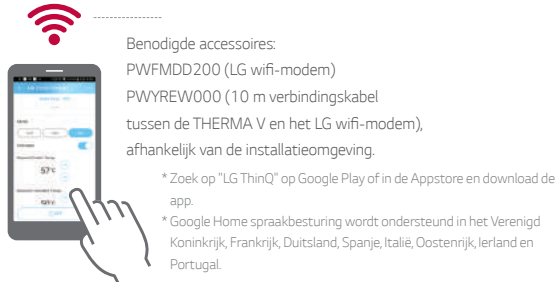 Benodigde accessoires:
PWFMDD200 (LG wifi-modem)
PWYREW000 (10 m verbindingskabel
tussen de THERMA V en het LG wifi-modem),
afhankelijk van de installatieomgeving.
* Zoek op "LG ThinQ" op Google Play of in de Appstore en download de
app.
* Google Home spraakbesturing wordt ondersteund in het Verenigd
Koninkrijk, Frankrijk, Duitsland, Spanje, Italië, Oostenrijk, Ierland en
Portugal.
57°c